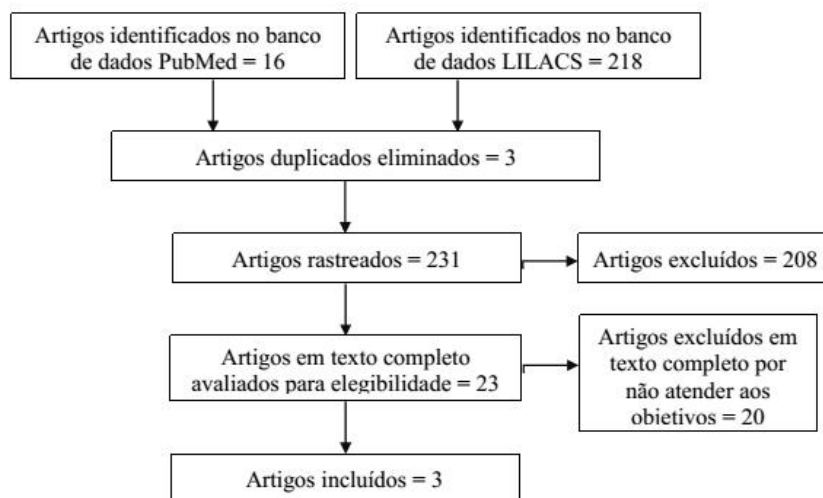 Artigos identificados no banco
de dados PubMed = 16
Artigos identificados no banco
de dados LILACS = 218
Artigos duplicados eliminados = 3
Artigos rastreados = 231
Artigos excluídos = 208
Artigos em texto completo
avaliados para elegibilidade = 23
Artigos excluídos em
texto completo por
não atender aos
objetivos = 20
Artigos incluídos = 3